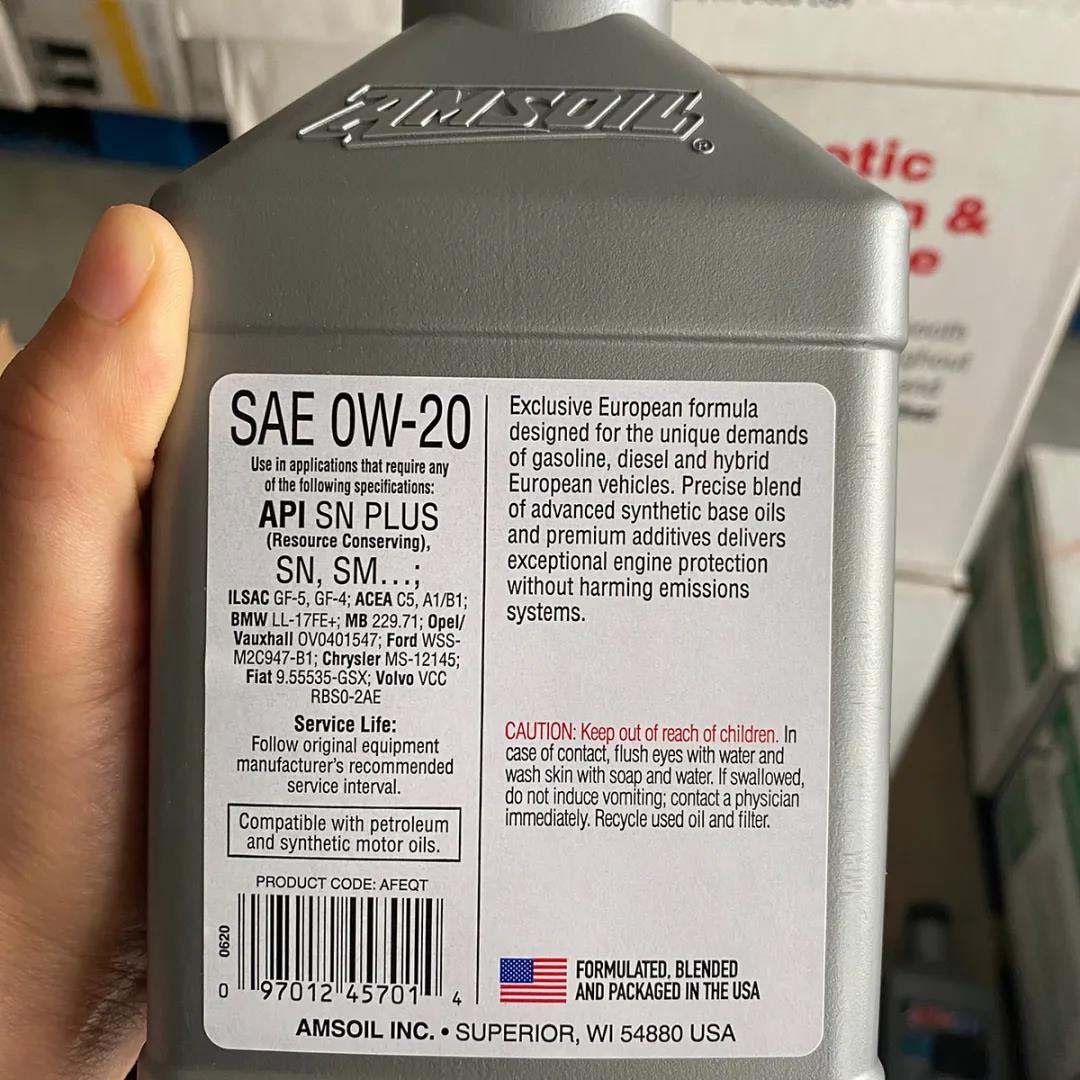 AMSOIL®
SAE 0W-20
Use in applications that require any
of the following specifications:
API SN PLUS
(Resource Conserving),
SN, SM...;
ILSAC GF-5, GF-4; ACEA C5, A1/B1;
BMW LL-17FE+; MB 229.71; Opel/
Vauxhall OV0401547; Ford WSS-
M2C947-B1; Chrysler MS-12145;
Fiat 9.55535-GSX; Volvo VCC
RBS0-2AE
Service Life:
Follow original equipment
manufacturer's recommended
service interval.
Compatible with petroleum
and synthetic motor oils.
PRODUCT CODE: AFEQT
0620
0 97012 45701 4
Exclusive European formula
designed for the unique demands
of gasoline, diesel and hybrid
European vehicles. Precise blend
of advanced synthetic base oils
and premium additives delivers
exceptional engine protection
without harming emissions
systems.
CAUTION: Keep out of reach of children. In
case of contact, flush eyes with water and
wash skin with soap and water. If swallowed,
do not induce vomiting; contact a physician
immediately. Recycle used oil and filter.
FORMULATED, BLENDED
AND PACKAGED IN THE USA
AMSOIL INC. • SUPERIOR, WI 54880 USA
&